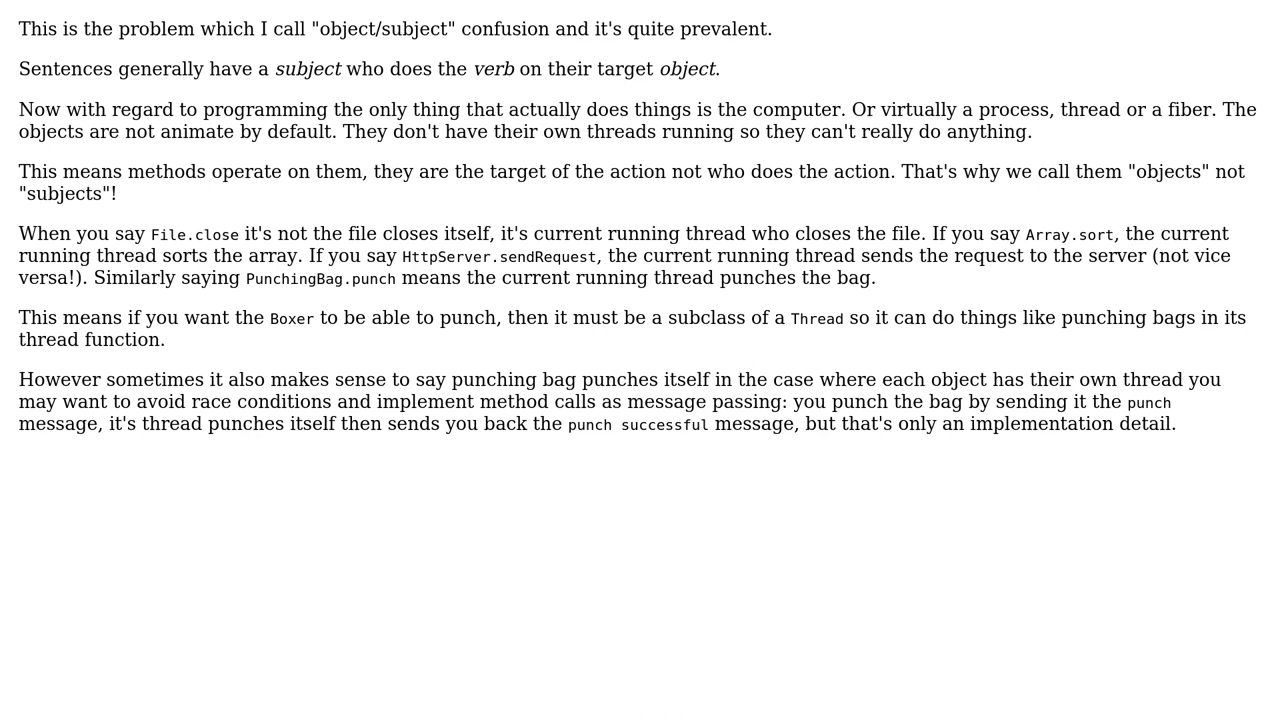 This is the problem which I call "object/subject" confusion and it's quite prevalent.
Sentences generally have a subject who does the verb on their target object.
Now with regard to programming the only thing that actually does things is the computer. Or virtually a process, thread or a fiber. The
objects are not animate by default. They don't have their own threads running so they can't really do anything.
This means methods operate on them, they are the target of the action not who does the action. That's why we call them "objects" not
"subjects"!
When you say File.close it's not the file closes itself, it's current running thread who closes the file. If you say Array.sort, the current
running thread sorts the array. If you say HttpServer.sendRequest, the current running thread sends the request to the server (not vice
versa!). Similarly saying PunchingBag.punch means the current running thread punches the bag.
This means if you want the Boxer to be able to punch, then it must be a subclass of a Thread so it can do things like punching bags in its
thread function.
However sometimes it also makes sense to say punching bag punches itself in the case where each object has their own thread you
may want to avoid race conditions and implement method calls as message passing: you punch the bag by sending it the punch
message, it's thread punches itself then sends you back the punch successful message, but that's only an implementation detail.